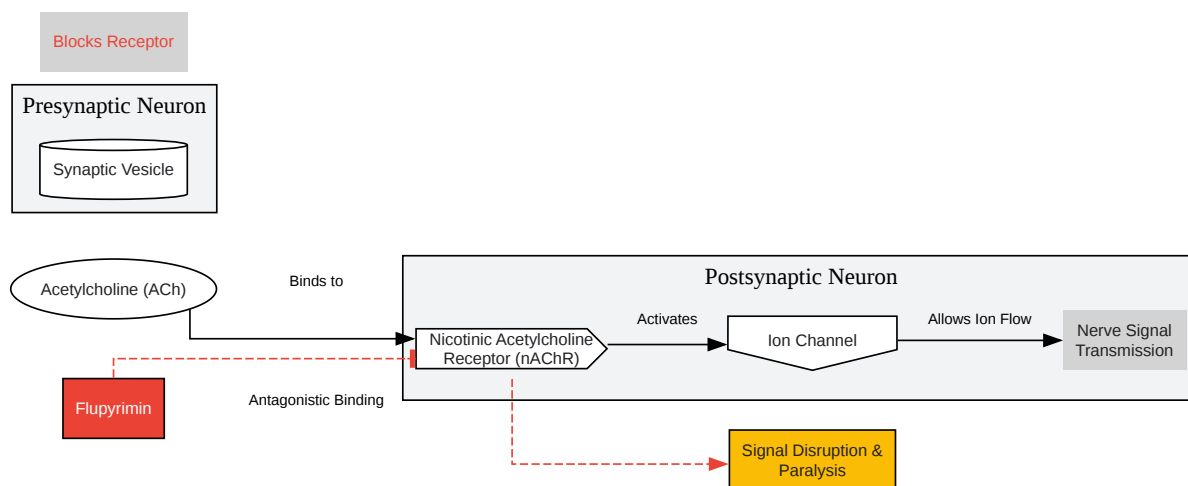 Blocks Receptor
Presynaptic Neuron
Synaptic Vesicle
Acetylcholine (ACh)
Binds to
Postsynaptic Neuron
Nicotinic Acetylcholine
Receptor (nAChR)
Activates
Ion Channel
Allows Ion Flow
Nerve Signal
Transmission
Flupyrimin
Antagonistic Binding
Signal Disruption &
Paralysis